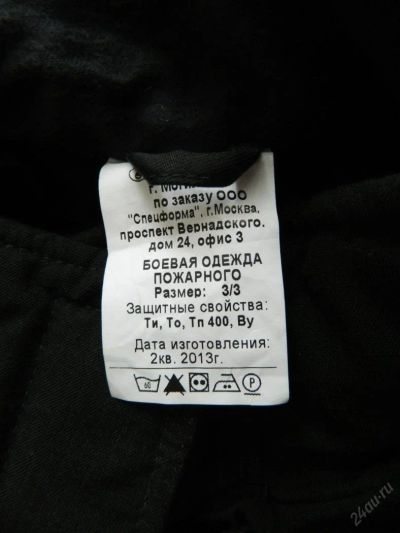 г.
по заказу ООО
"Спецформа", г.Москва,
проспект Вернадского.
дом 24, офис 3
БОЕВАЯ ОДЕЖДА
ПОЖАРНОГО
Размер: 3/3
Защитные свойства:
Ти, То, Тп 400, Ву
Дата изготовления:
2кв. 2013г.
60 P
24au.ru